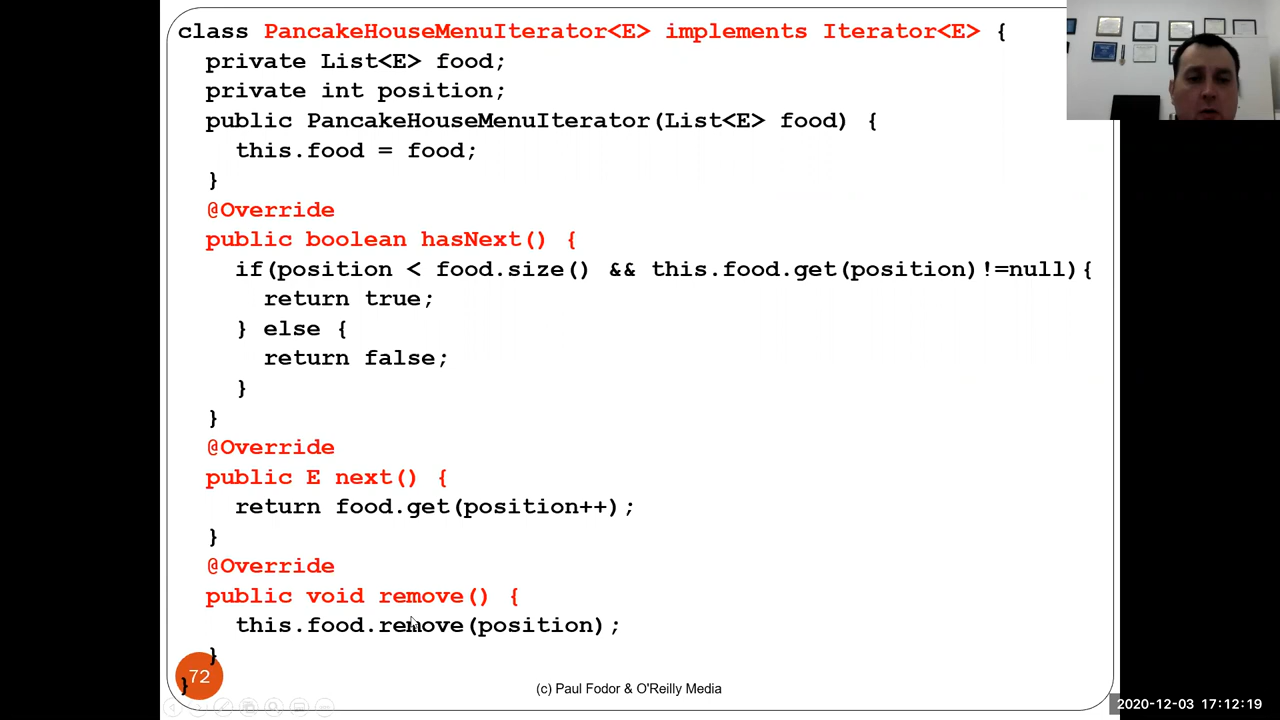 class PancakeHouseMenuIterator<E> implements Iterator<E> {
private List<E> food;
private int position;
public PancakeHouseMenuIterator(List<E> food) {
this.food = food;
}
@Override
public boolean hasNext() {
if(position < food.size() && this.food.get(position)!=null){
return true;
} else {
return false;
}
}
@Override
public E next() {
return food.get(position++);
}
@Override
public void remove() {
this.food.remove(position);
}
}
72
(c) Paul Fodor & O'Reilly Media
2020-12-03 17:12:19